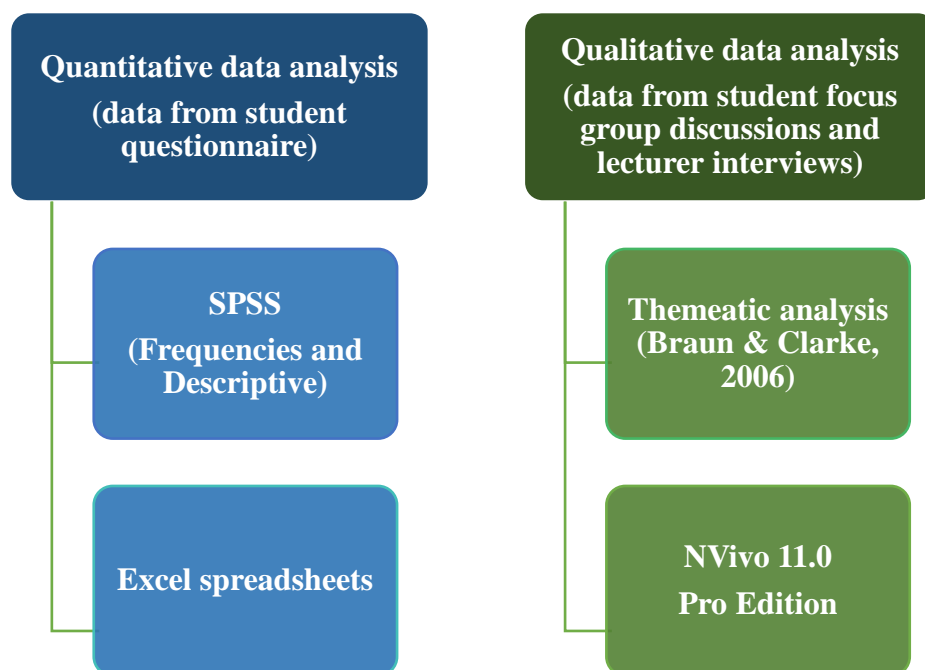 Quantitative data analysis
(data from student
questionnaire)
SPSS
(Frequencies and
Descriptive)
Excel spreadsheets
Qualitative data analysis
(data from student focus
group discussions and
lecturer interviews)
Themeatic analysis
(Braun & Clarke,
2006)
NVivo 11.0
Pro Edition